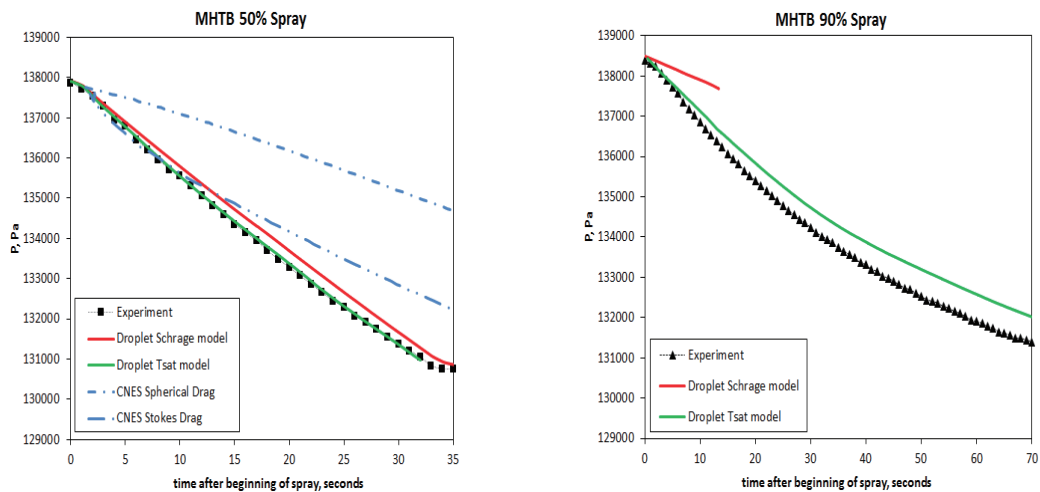 MHTB 50% Spray
139000
138000
137000
136000
135000
134000
133000
132000
131000
130000
129000
P, Pa
Experiment
Droplet Schrage model
Droplet Tsat model
CNES Spherical Drag
CNES Stokes Drag
0 5 10 15 20 25 30 35
time after beginning of spray, seconds
MHTB 90% Spray
139000
138000
137000
136000
135000
134000
133000
132000
131000
130000
129000
P, Pa
Experiment
Droplet Schrage model
Droplet Tsat model
0 10 20 30 40 50 60 70
time after beginning of spray, seconds